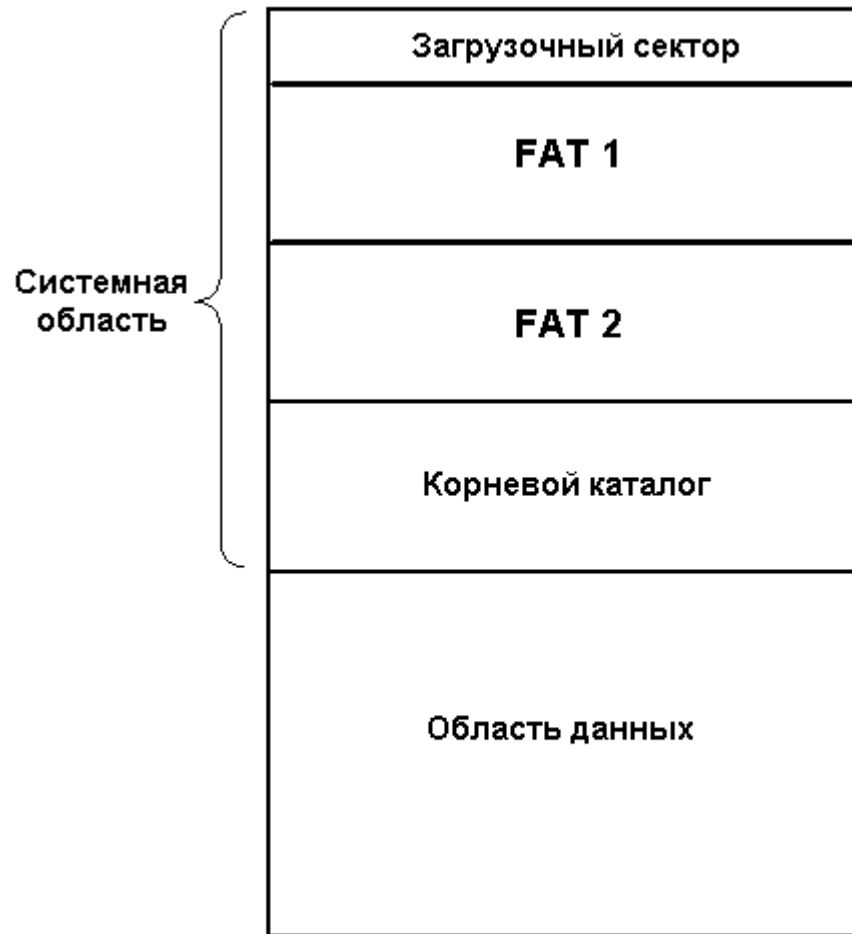 Загрузочный сектор
FAT 1
Системная
область
FAT 2
Корневой каталог
Область данных